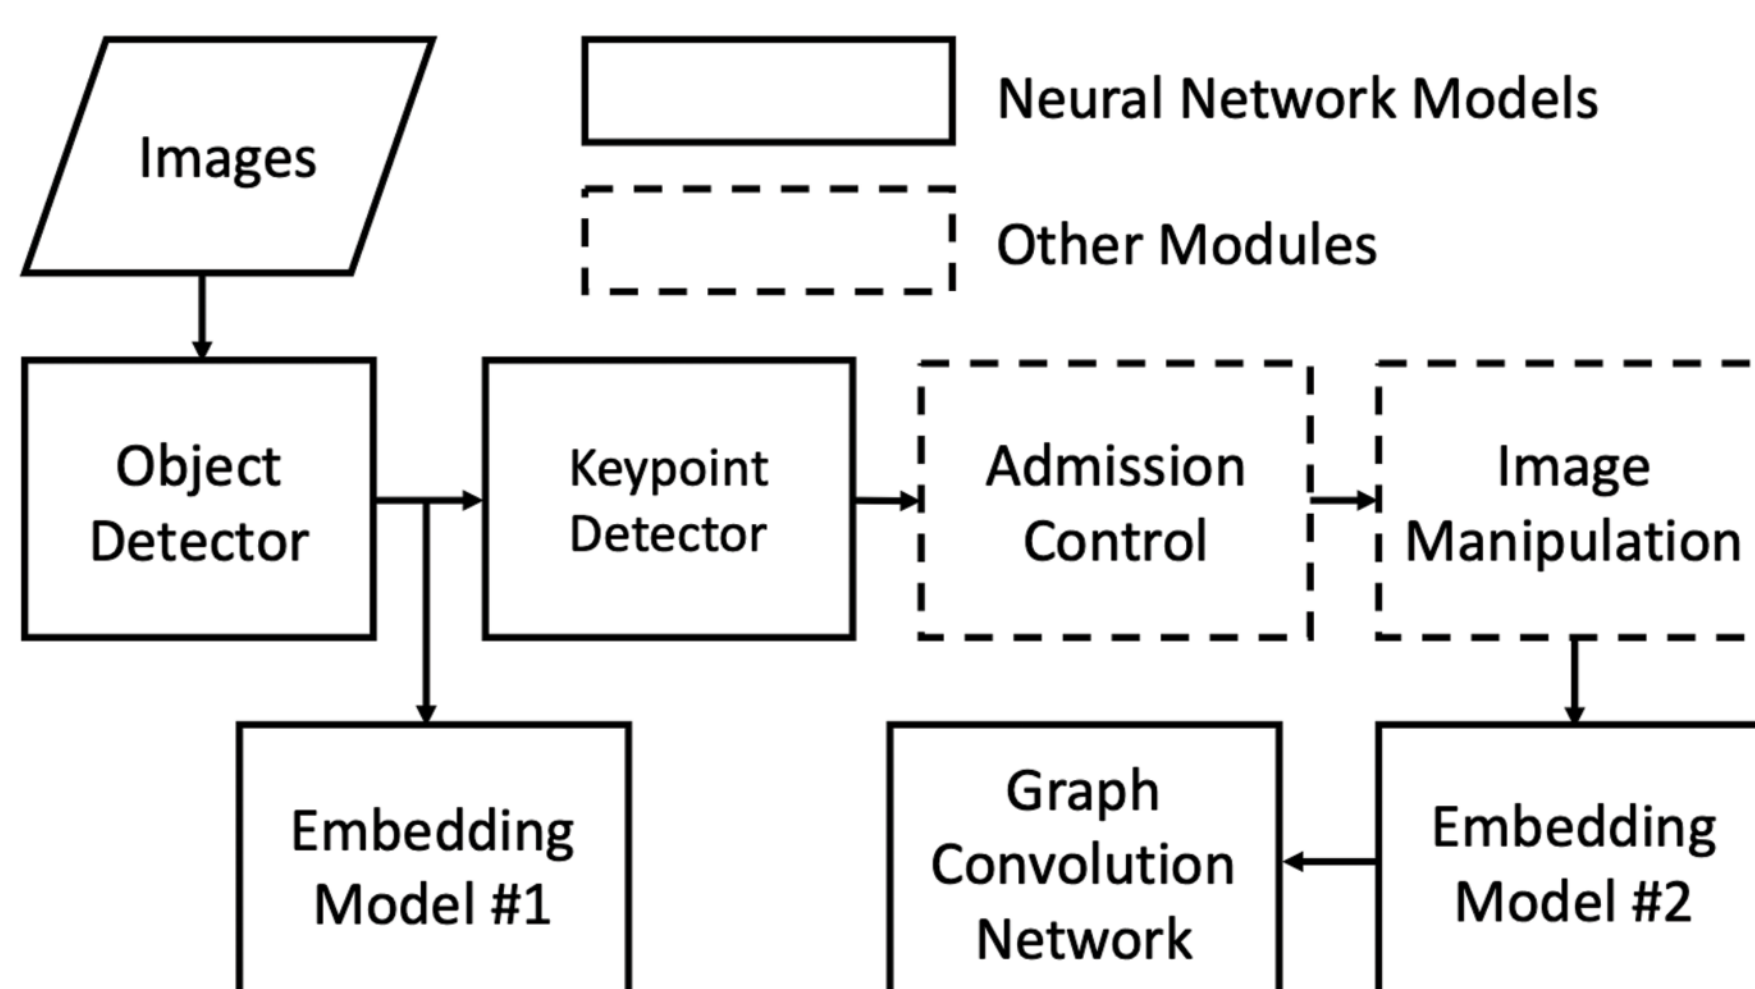 Images
Neural Network Models
Other Modules
Object
Detector
Keypoint
Detector
Admission
Control
Image
Manipulation
Embedding
Model #1
Graph
Convolution
Network
Embedding
Model #2